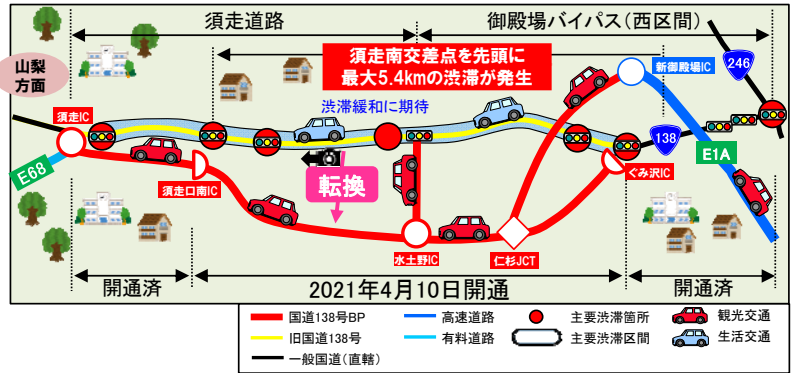 須走道路
御殿場バイパス(西区間)
山梨
方面
須走南交差点を先頭に
最大5.4kmの渋滞が発生
新御殿場IC
246
須走IC
渋滞緩和に期待
138
E68
E1A
須走口南IC
転換
ぐみ沢IC
水土野IC
仁杉JCT
開通済
2021年4月10日開通
開通済
国道138号BP
高速道路
主要渋滞箇所
観光交通
旧国道138号
有料道路
主要渋滞区間
生活交通
一般国道(直轄)